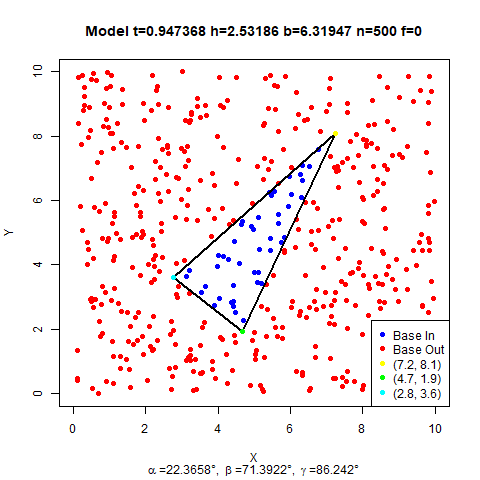 Model t=0.947368 h=2.53186 b=6.31947 n=500 f=0
10
8
6
4
2
0
Y
Base In
Base Out
(7.2, 8.1)
(4.7, 1.9)
(2.8, 3.6)
0 2 4 6 8 10
X
α=22.3658°, β=71.3922°, γ=86.242°